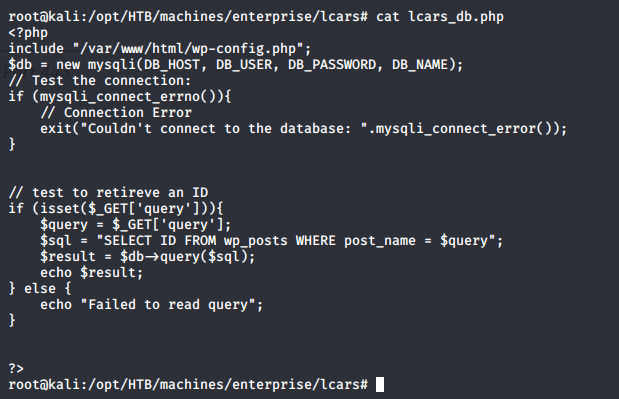 root@kali:/opt/HTB/machines/enterprise/lcars# cat lcars_db.php
<?php
include "/var/www/html/wp-config.php";
$db = new mysqli(DB_HOST, DB_USER, DB_PASSWORD, DB_NAME);
// Test the connection:
if (mysqli_connect_errno()){
    // Connection Error
    exit("Couldn't connect to the database: ".mysqli_connect_error());
}
// test to retireve an ID
if (isset($_GET['query'])){
    $query = $_GET['query'];
    $sql = "SELECT ID FROM wp_posts WHERE post_name = $query";
    $result = $db->query($sql);
    echo $result;
} else {
    echo "Failed to read query";
}
?>
root@kali:/opt/HTB/machines/enterprise/lcars#